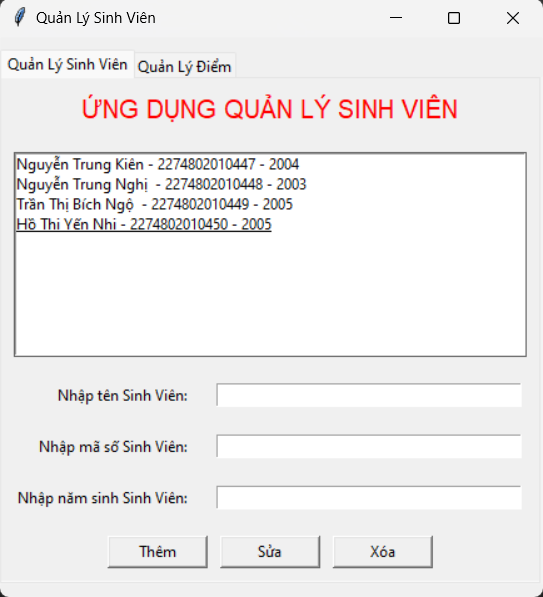 Quản Lý Sinh Viên
Quản Lý Sinh Viên Quản Lý Điểm
ỨNG DỤNG QUẢN LÝ SINH VIÊN
Nguyễn Trung Kiên - 2274802010447 - 2004
Nguyễn Trung Nghị - 2274802010448 - 2003
Trần Thị Bích Ngộ - 2274802010449 - 2005
Hồ Thi Yến Nhi - 2274802010450 - 2005
Nhập tên Sinh Viên:
Nhập mã số Sinh Viên:
Nhập năm sinh Sinh Viên:
Thêm Sửa Xóa